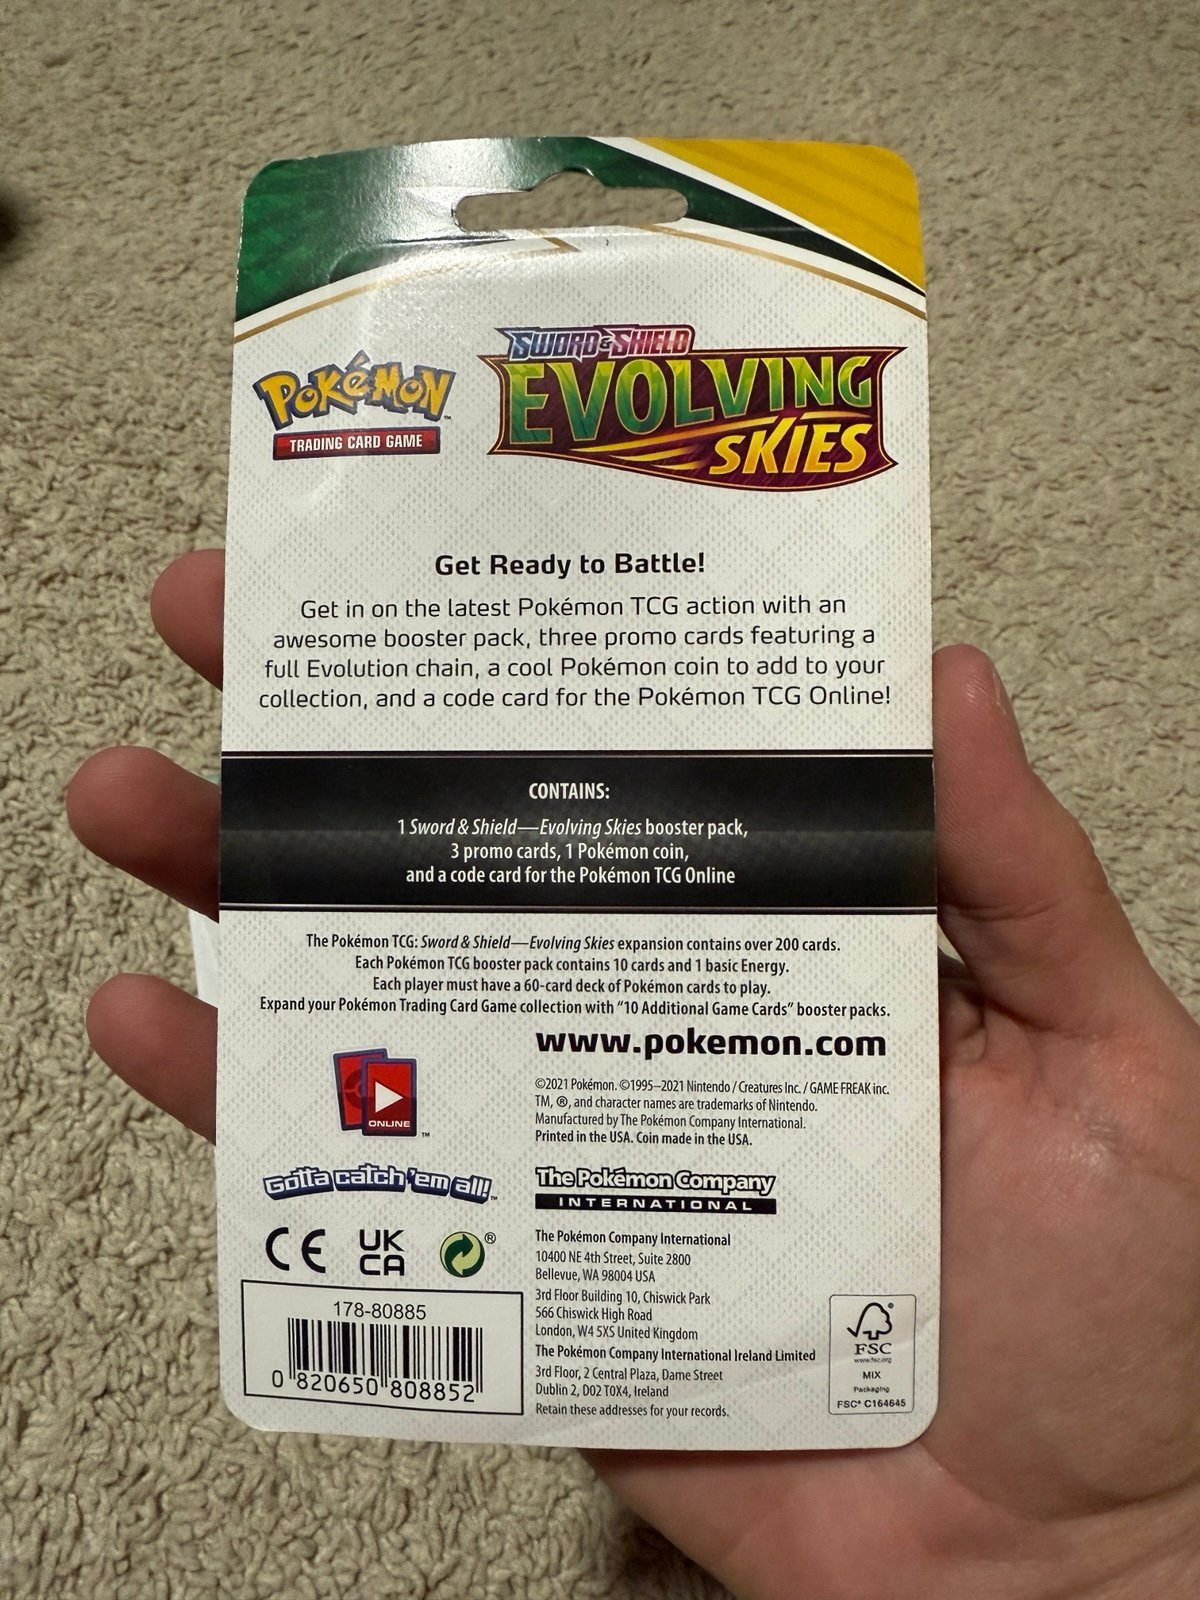 SWORD & SHIELD
EVOLVING
SKIES
POKéMON™
TRADING CARD GAME
Get Ready to Battle!
Get in on the latest Pokémon TCG action with an
awesome booster pack, three promo cards featuring a
full Evolution chain, a cool Pokémon coin to add to your
collection, and a code card for the Pokémon TCG Online!
CONTAINS:
1 Sword & Shield—Evolving Skies booster pack,
3 promo cards, 1 Pokémon coin,
and a code card for the Pokémon TCG Online
The Pokémon TCG: Sword & Shield—Evolving Skies expansion contains over 200 cards.
Each Pokémon TCG booster pack contains 10 cards and 1 basic Energy.
Each player must have a 60-card deck of Pokémon cards to play.
Expand your Pokémon Trading Card Game collection with “10 Additional Game Cards” booster packs.
www.pokemon.com
ONLINE™
©2021 Pokémon. ©1995–2021 Nintendo / Creatures Inc. / GAME FREAK inc.
TM, ®, and character names are trademarks of Nintendo.
Manufactured by The Pokémon Company International.
Printed in the USA. Coin made in the USA.
Gotta catch 'em all!™
The Pokémon Company
INTERNATIONAL
CE UK
CA ®
The Pokémon Company International
10400 NE 4th Street, Suite 2800
Bellevue, WA 98004 USA
3rd Floor Building 10, Chiswick Park
566 Chiswick High Road
London, W4 5XS United Kingdom
The Pokémon Company International Ireland Limited
3rd Floor, 2 Central Plaza, Dame Street
Dublin 2, D02 T0X4, Ireland
Retain these addresses for your records.
178-80885
0 820650 808852
®
FSC
www.fsc.org
MIX
Packaging
FSC® C164645